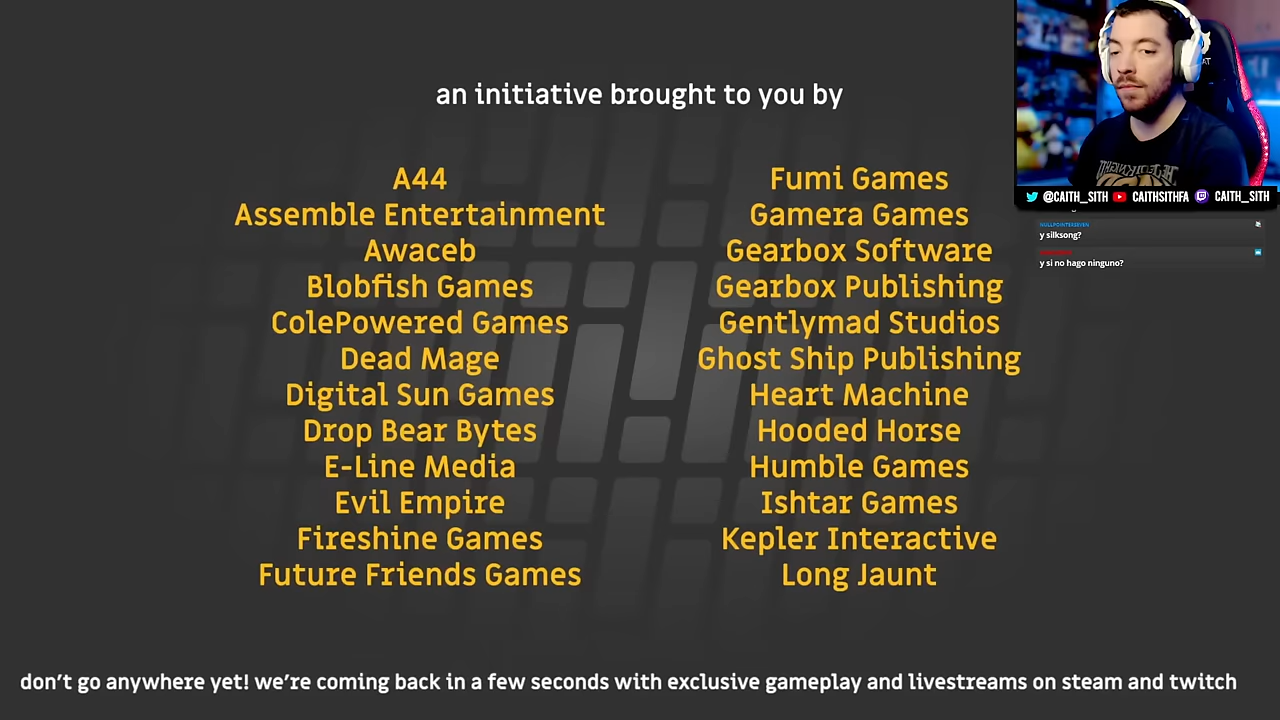 an initiative brought to you by
A44
Assemble Entertainment
Awaceb
Blobfish Games
ColePowered Games
Dead Mage
Digital Sun Games
Drop Bear Bytes
E-Line Media
Evil Empire
Fireshine Games
Future Friends Games
Fumi Games
Gamera Games
Gearbox Software
Gearbox Publishing
Gentlymad Studios
Ghost Ship Publishing
Heart Machine
Hooded Horse
Humble Games
Ishtar Games
Kepler Interactive
Long Jaunt
@CAITH_SITH CAITHSITHFA CAITH_SITH
y silksong?
y si no hago ninguno?
don't go anywhere yet! we're coming back in a few seconds with exclusive gameplay and livestreams on steam and twitch